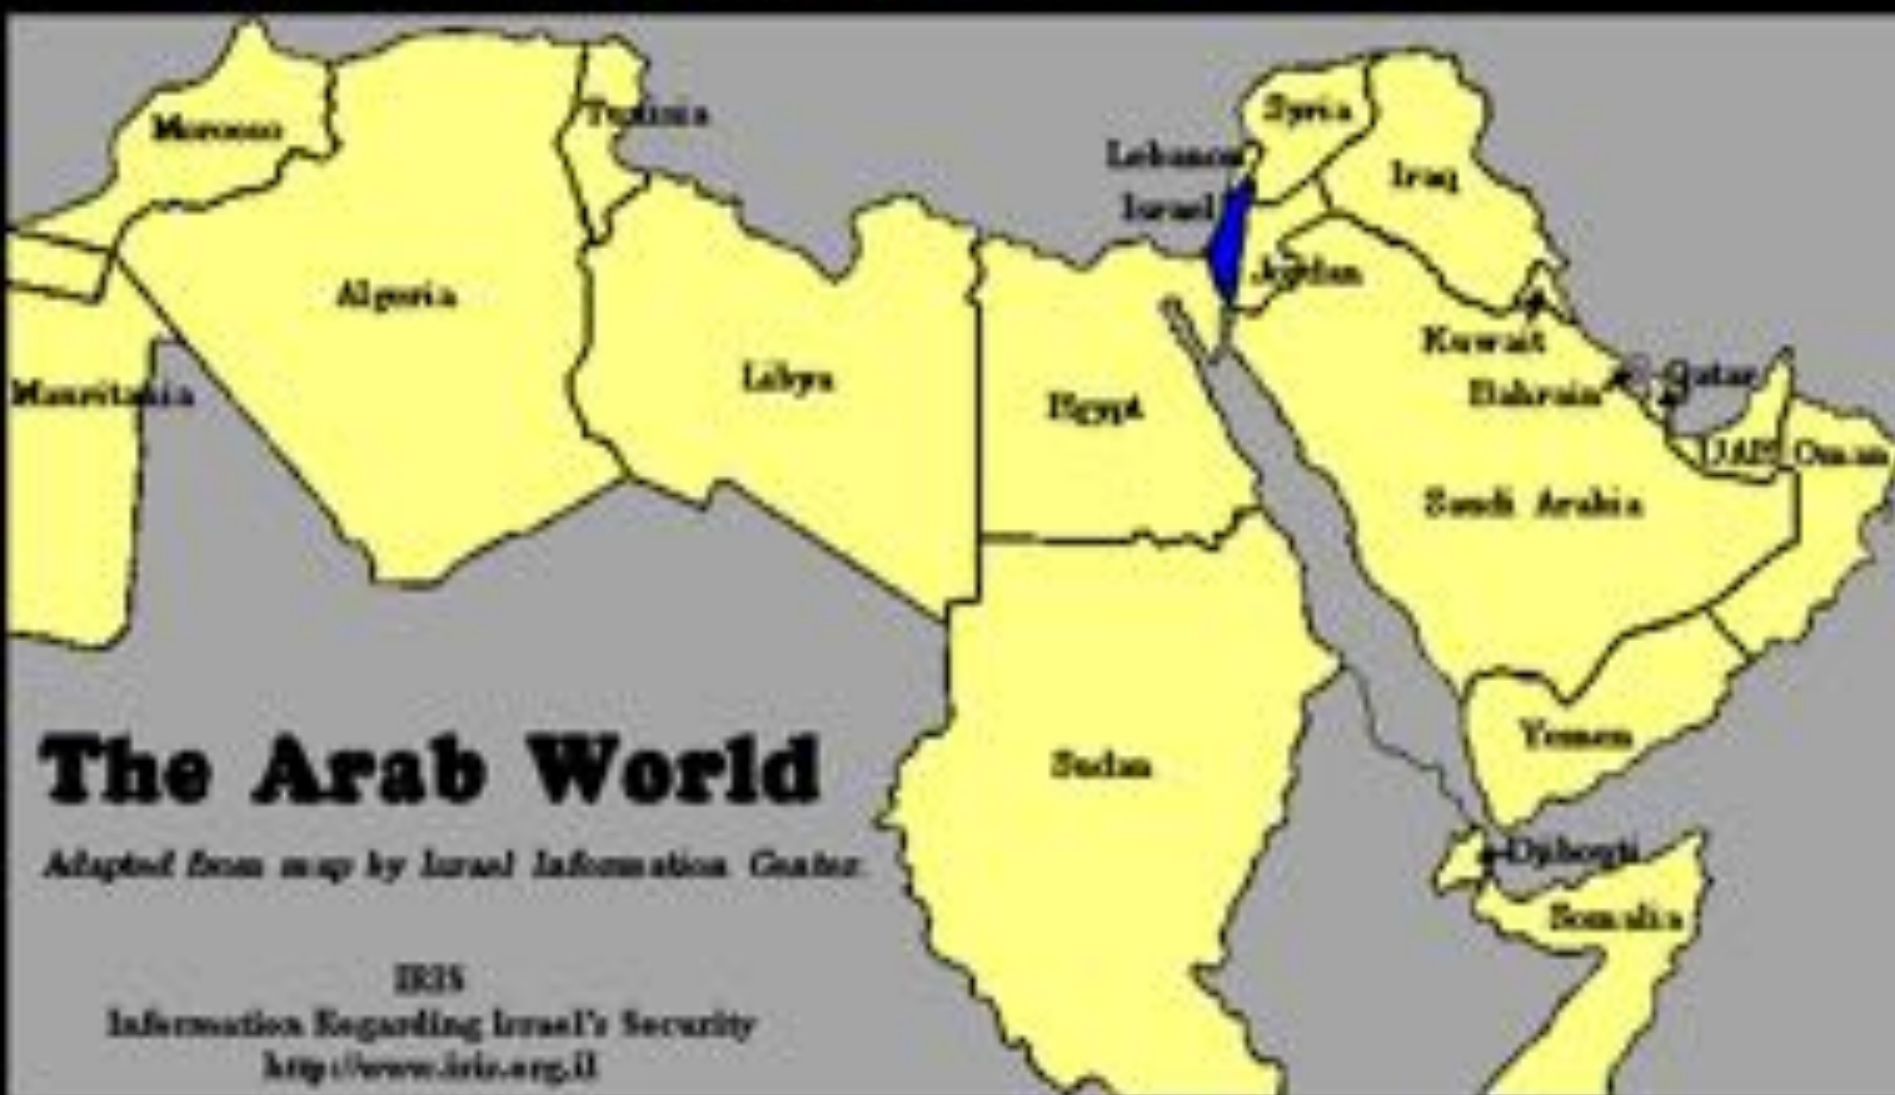 Morocco
Tunisia
Syria
Lebanon
Iraq
Israel
Jordan
Algeria
Kuwait
Libya
Qatar
Bahrain
Mauritania
Egypt
UAE
Oman
Saudi Arabia
Yemen
Sudan
The Arab World
Djibouti
Adapted from map by Israel Information Center.
Somalia
IRIS
Information Regarding Israel's Security
http://www.iris.org.il